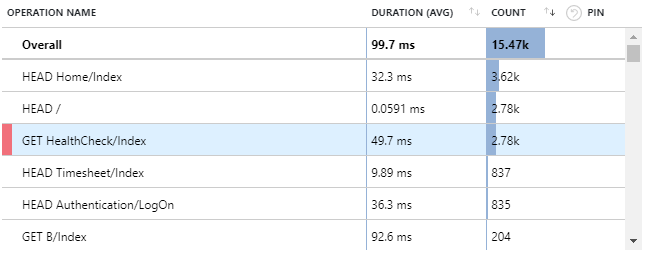 OPERATION NAME DURATION (AVG) COUNT PIN
Overall 99.7 ms 15.47k
HEAD Home/Index 32.3 ms 3.62k
HEAD / 0.0591 ms 2.78k
GET HealthCheck/Index 49.7 ms 2.78k
HEAD Timesheet/Index 9.89 ms 837
HEAD Authentication/LogOn 36.3 ms 835
GET B/Index 92.6 ms 204